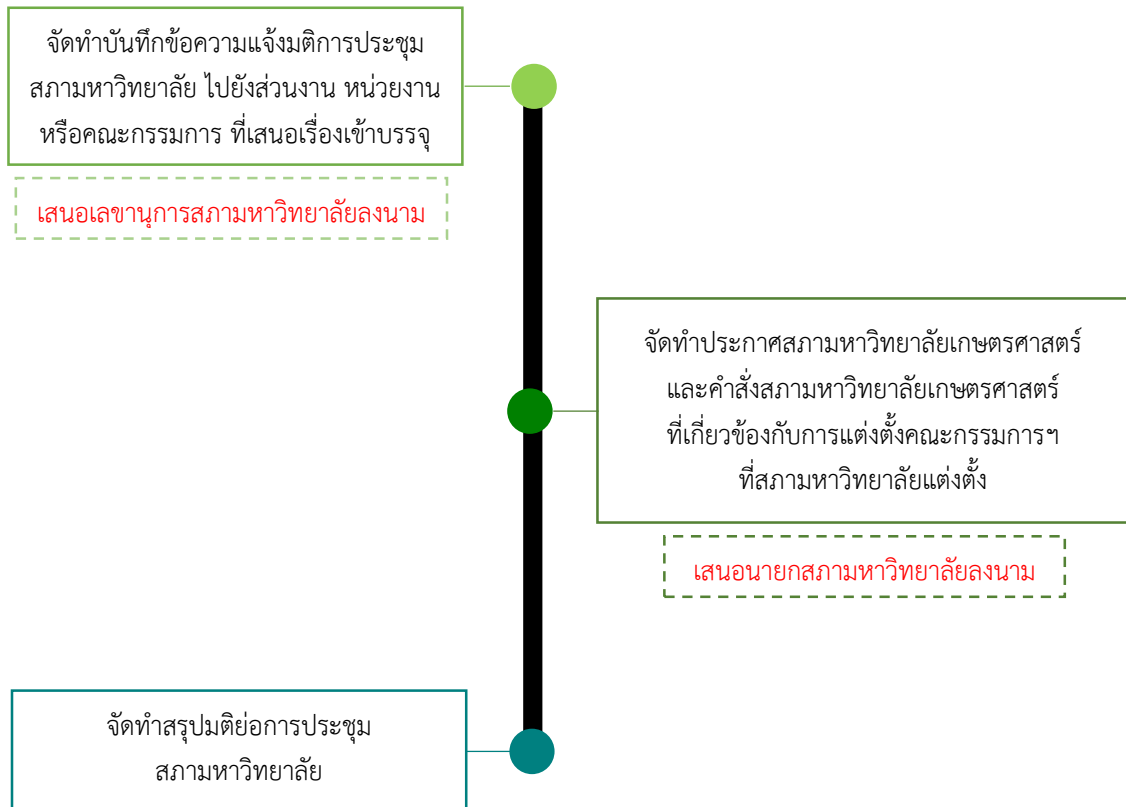 จัดทำบันทึกข้อความแจ้งมติการประชุม
สภามหาวิทยาลัย ไปยังส่วนงาน หน่วยงาน
หรือคณะกรรมการ ที่เสนอเรื่องเข้าบรรจุ
เสนอเลขานุการสภามหาวิทยาลัยลงนาม
จัดทำประกาศสภามหาวิทยาลัยเกษตรศาสตร์
และคำสั่งสภามหาวิทยาลัยเกษตรศาสตร์
ที่เกี่ยวข้องกับการแต่งตั้งคณะกรรมการฯ
ที่สภามหาวิทยาลัยแต่งตั้ง
เสนอนายกสภามหาวิทยาลัยลงนาม
จัดทำสรุปมติย่อการประชุม
สภามหาวิทยาลัย